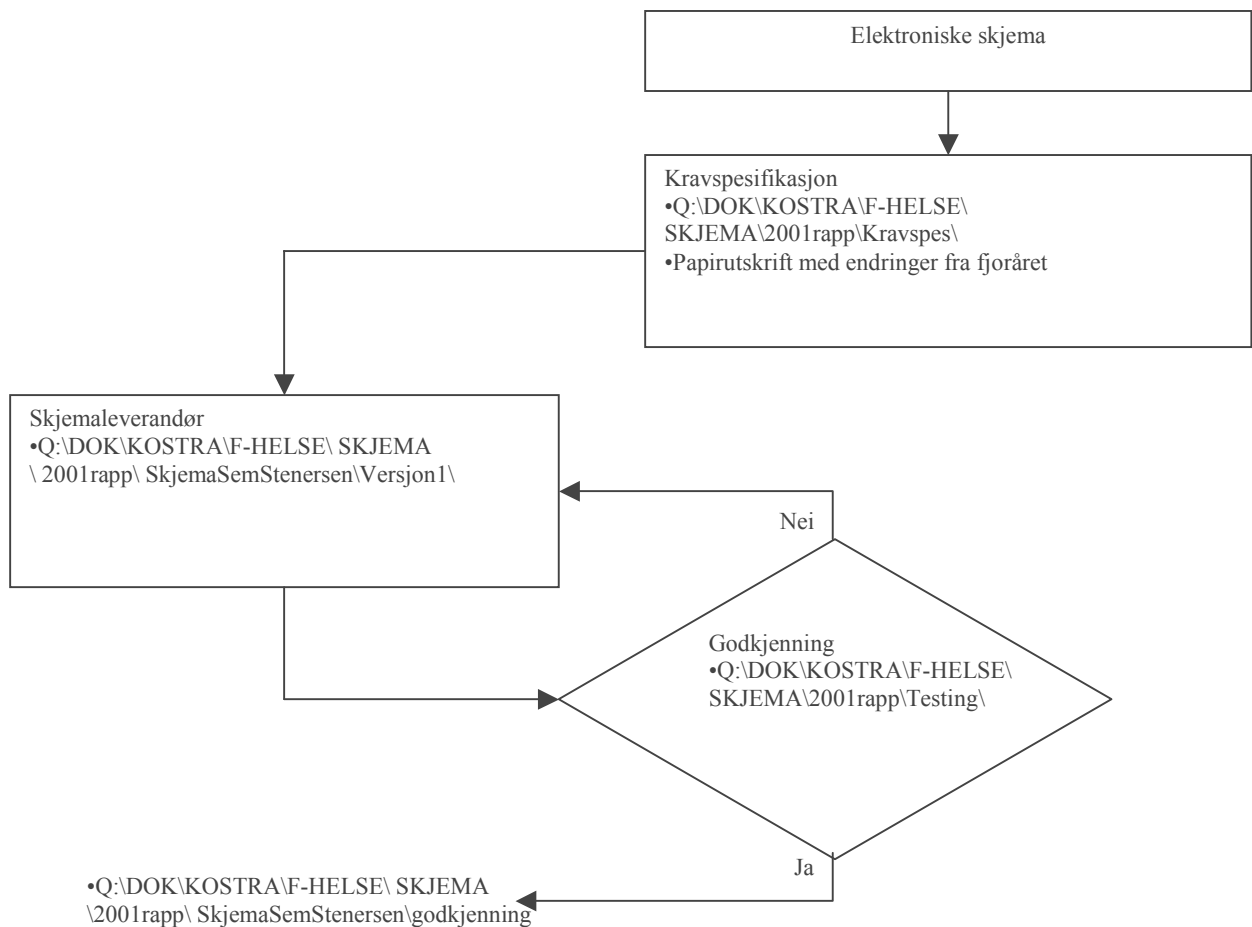 Elektroniske skjema
Kravspesifikasjon
•Q:\DOK\KOSTRA\F-HELSE\
SKJEMA\2001rapp\Kravspes\
•Papirutskrift med endringer fra fjoråret
Skjemaleverandør
•Q:\DOK\KOSTRA\F-HELSE\ SKJEMA
\ 2001rapp\ SkjemaSemStenersen\Versjon1\
Nei
Godkjenning
•Q:\DOK\KOSTRA\F-HELSE\
SKJEMA\2001rapp\Testing\
Ja
•Q:\DOK\KOSTRA\F-HELSE\ SKJEMA
\2001rapp\ SkjemaSemStenersen\godkjenning